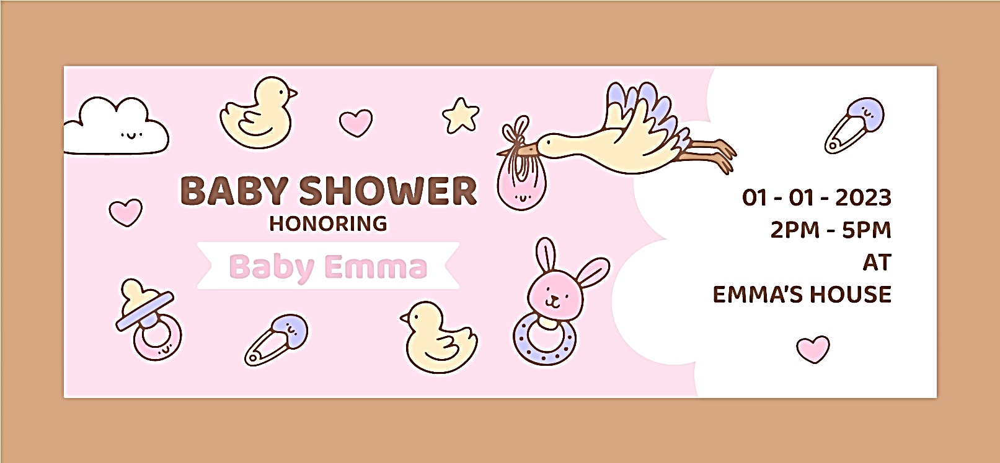 BABY SHOWER
HONORING
Baby Emma
01 - 01 - 2023
2PM - 5PM
AT
EMMA'S HOUSE